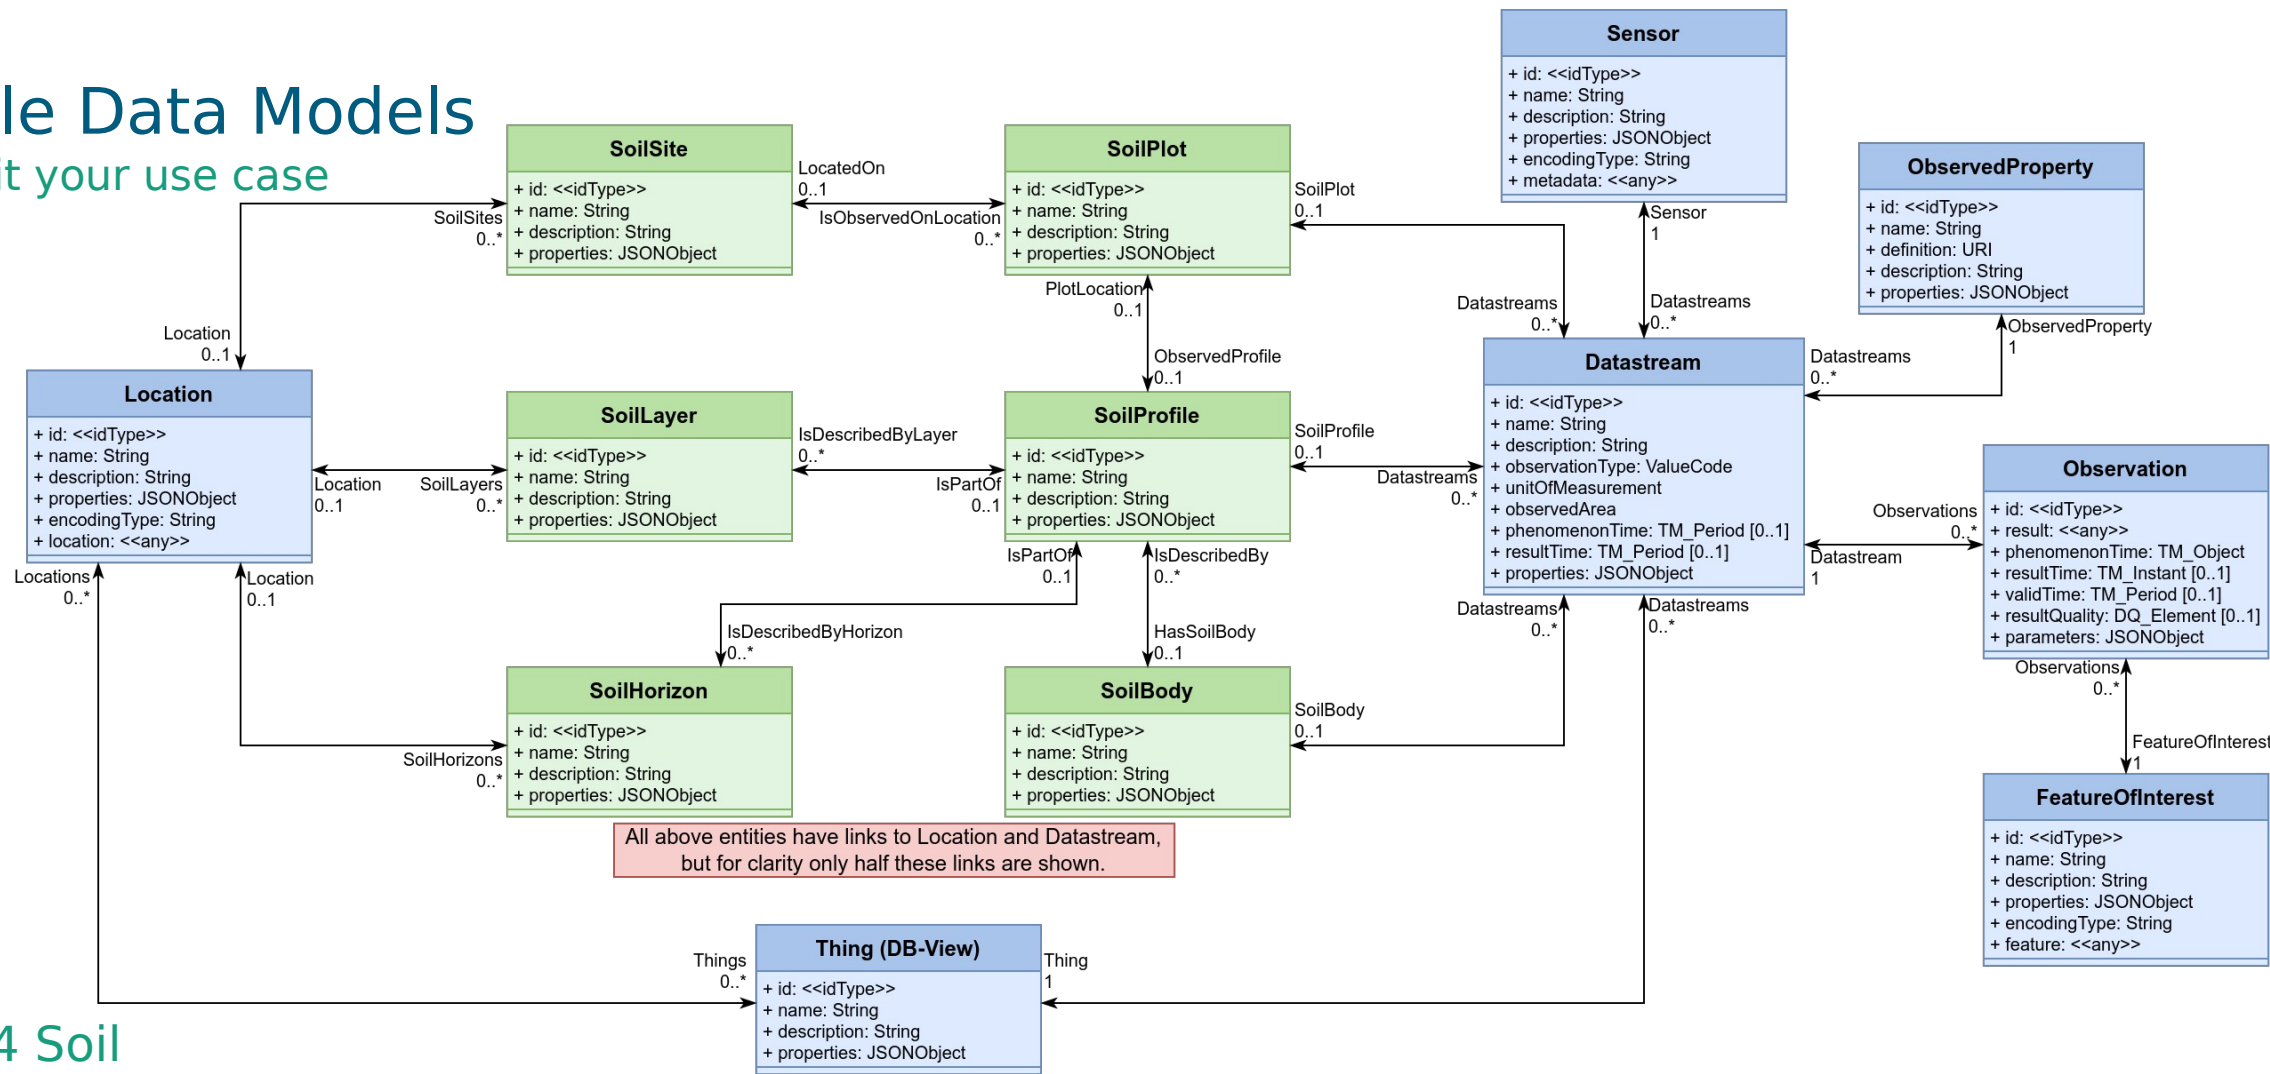 le Data Models
it your use case
SoilSite
+ id: <<idType>>
+ name: String
+ description: String
+ properties: JSONObject
LocatedOn
0..1
IsObservedOnLocation
0..*
SoilSites
0..*
Location
0..1
SoilPlot
+ id: <<idType>>
+ name: String
+ description: String
+ properties: JSONObject
SoilPlot
0..1
PlotLocation
0..1
ObservedProfile
0..1
Datastreams
0..*
Sensor
+ id: <<idType>>
+ name: String
+ description: String
+ properties: JSONObject
+ encodingType: String
+ metadata: <<any>>
Sensor
1
Datastreams
0..*
ObservedProperty
+ id: <<idType>>
+ name: String
+ definition: URI
+ description: String
+ properties: JSONObject
ObservedProperty
1
Datastreams
0..*
Location
+ id: <<idType>>
+ name: String
+ description: String
+ properties: JSONObject
+ encodingType: String
+ location: <<any>>
Location
0..1
SoilLayers
0..*
SoilLayer
+ id: <<idType>>
+ name: String
+ description: String
+ properties: JSONObject
IsDescribedByLayer
0..*
IsPartOf
0..1
SoilProfile
+ id: <<idType>>
+ name: String
+ description: String
+ properties: JSONObject
SoilProfile
0..1
Datastreams
0..*
Datastream
+ id: <<idType>>
+ name: String
+ description: String
+ observationType: ValueCode
+ unitOfMeasurement
+ observedArea
+ phenomenonTime: TM_Period [0..1]
+ resultTime: TM_Period [0..1]
+ properties: JSONObject
Observations
0..*
Datastream
1
Observation
+ id: <<idType>>
+ result: <<any>>
+ phenomenonTime: TM_Object
+ resultTime: TM_Instant [0..1]
+ validTime: TM_Period [0..1]
+ resultQuality: DQ_Element [0..1]
+ parameters: JSONObject
Locations
0..*
Location
0..1
IsPartOf
0..1
IsDescribedBy
0..*
IsDescribedByHorizon
0..*
HasSoilBody
0..1
Datastreams
0..*
Datastreams
0..*
Observations
0..*
FeatureOfInterest
1
SoilHorizons
0..*
SoilHorizon
+ id: <<idType>>
+ name: String
+ description: String
+ properties: JSONObject
SoilBody
+ id: <<idType>>
+ name: String
+ description: String
+ properties: JSONObject
SoilBody
0..1
FeatureOfInterest
+ id: <<idType>>
+ name: String
+ description: String
+ properties: JSONObject
+ encodingType: String
+ feature: <<any>>
All above entities have links to Location and Datastream,
but for clarity only half these links are shown.
Things
0..*
Thing (DB-View)
+ id: <<idType>>
+ name: String
+ description: String
+ properties: JSONObject
Thing
1
4 Soil